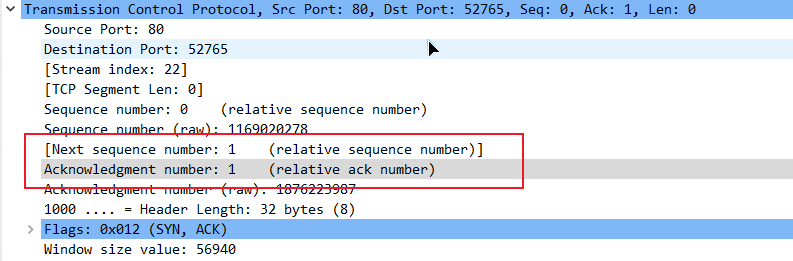 Transmission Control Protocol, Src Port: 80, Dst Port: 52765, Seq: 0, Ack: 1, Len: 0
Source Port: 80
Destination Port: 52765
[Stream index: 22]
[TCP Segment Len: 0]
Sequence number: 0    (relative sequence number)
Sequence number (raw): 1169020278
[Next sequence number: 1    (relative sequence number)]
Acknowledgment number: 1    (relative ack number)
Acknowledgment number (raw): 1876223987
1000 .... = Header Length: 32 bytes (8)
Flags: 0x012 (SYN, ACK)
Window size value: 56940